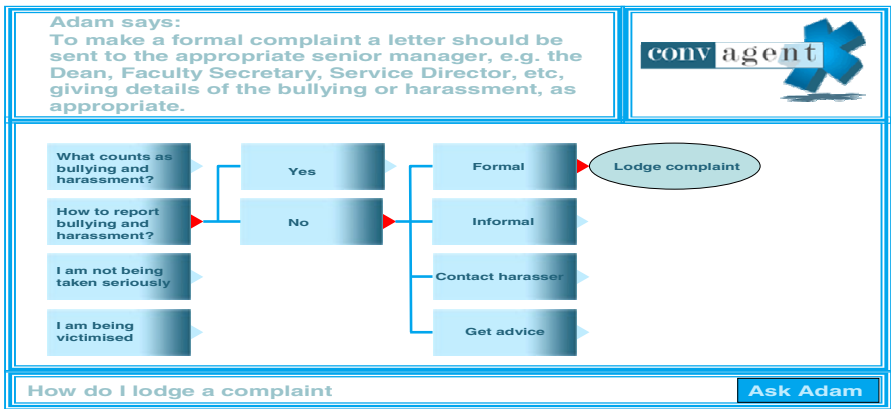 Adam says:
To make a formal complaint a letter should be
sent to the appropriate senior manager, e.g. the
Dean, Faculty Secretary, Service Director, etc,
giving details of the bullying or harassment, as
appropriate.
conv agent
What counts as
bullying and
harassment?
Yes
Formal
Lodge complaint
How to report
bullying and
harassment?
No
Informal
I am not being
taken seriously
Contact harasser
I am being
victimised
Get advice
How do I lodge a complaint
Ask Adam